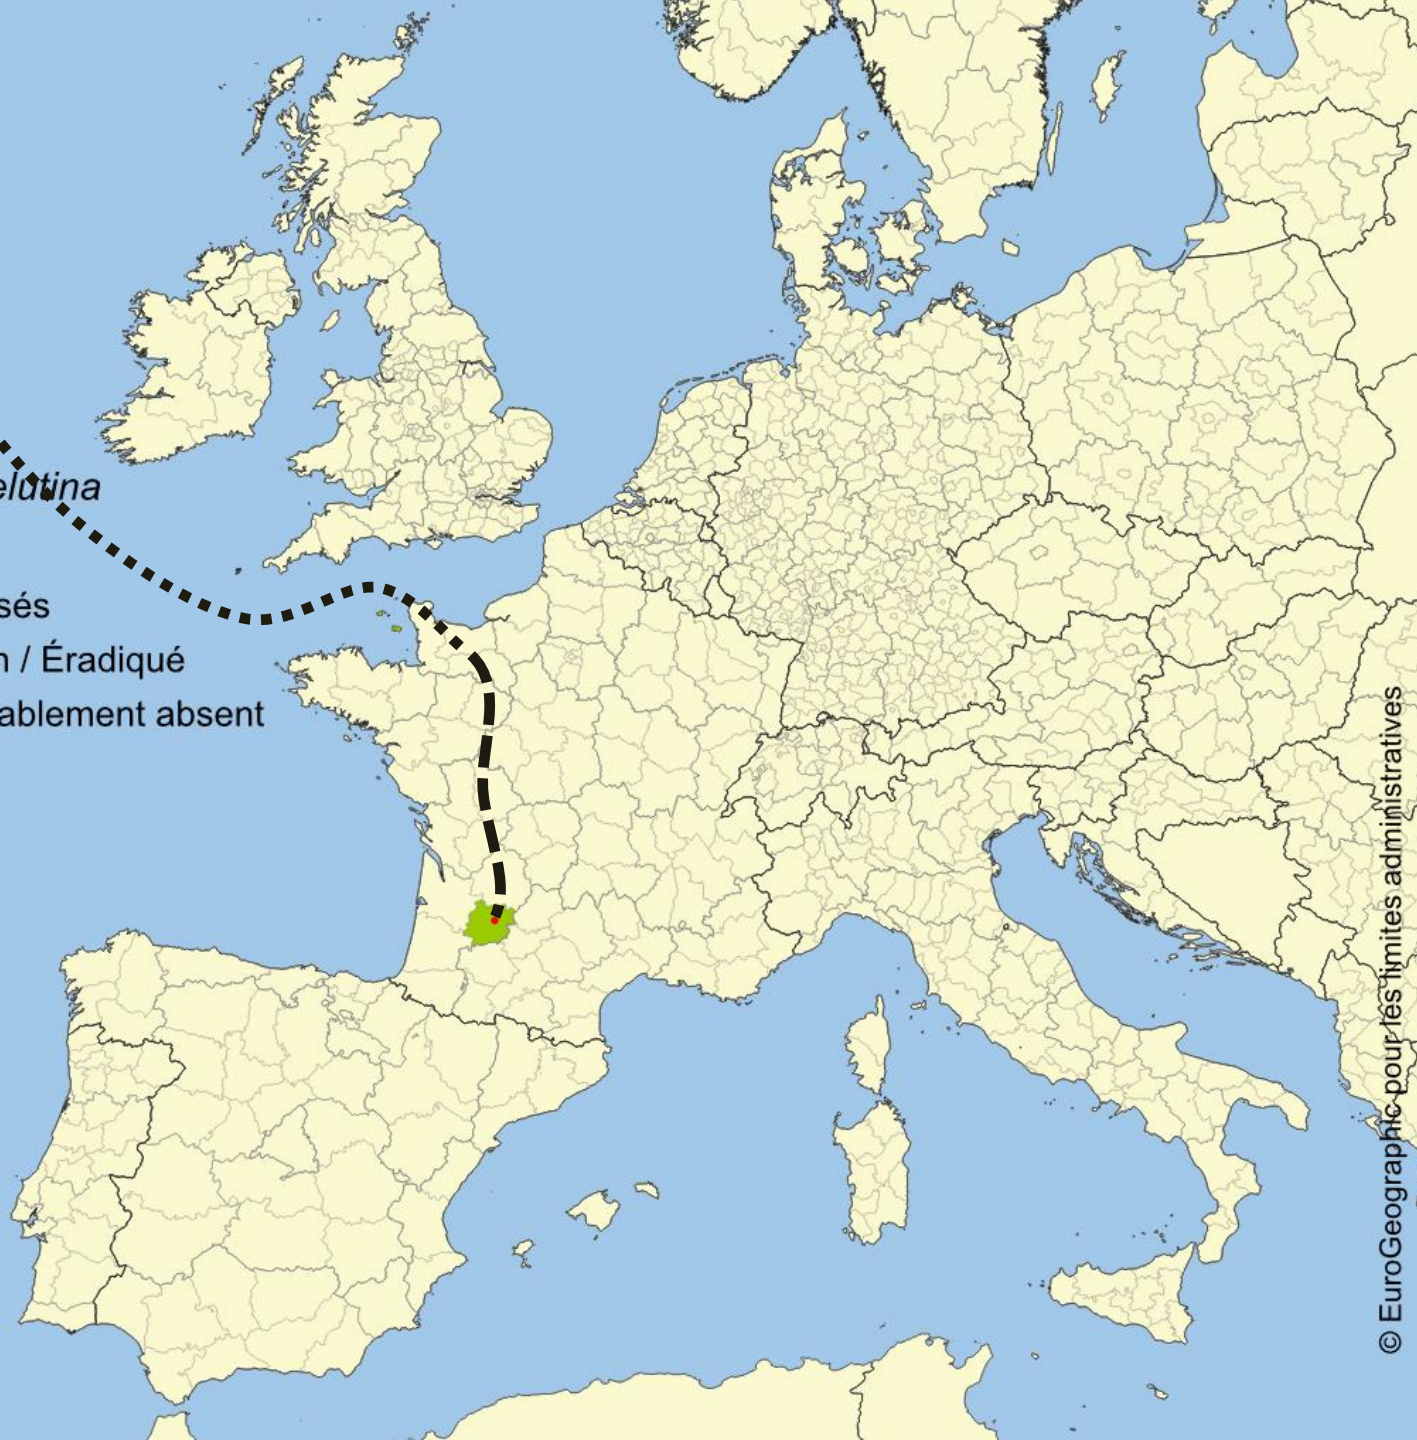 elutina
sés
n / Éradiqué
ablement absent
© EuroGeographic pour les limites administratives